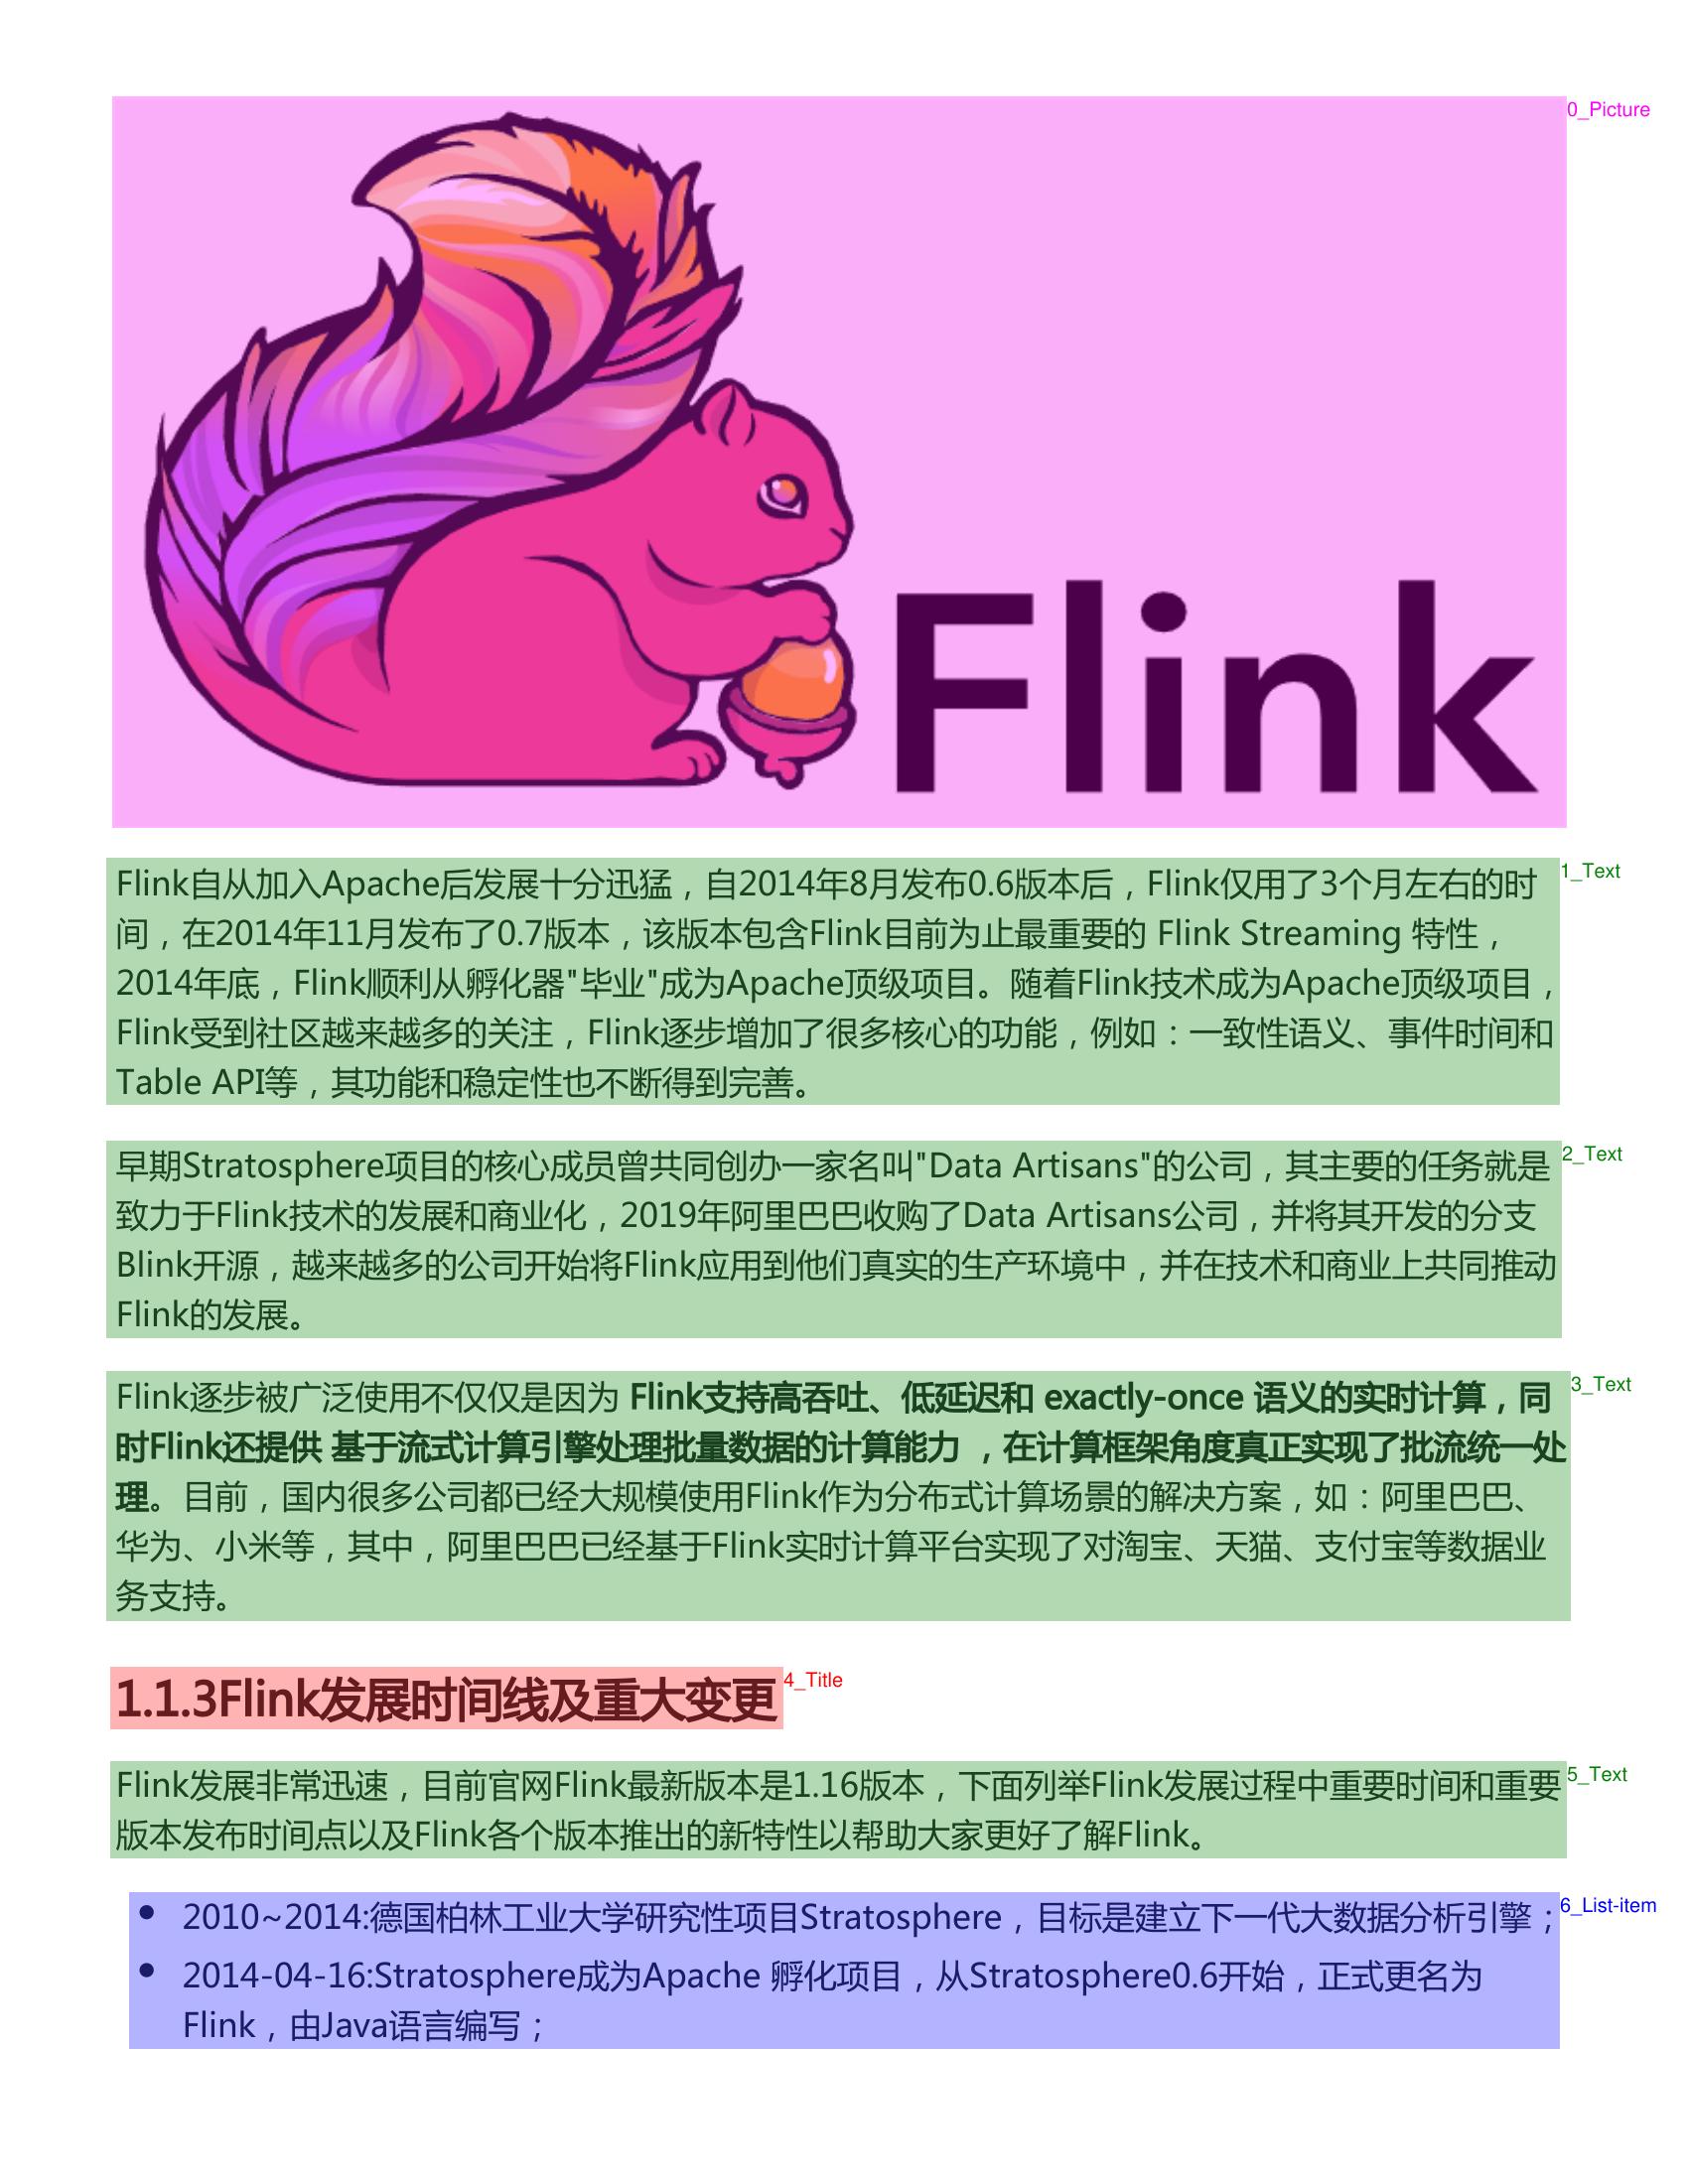 0_Picture
Flink
1_Text
Flink自从加入Apache后发展十分迅猛，自2014年8月发布0.6版本后，Flink仅用了3个月左右的时
间，在2014年11月发布了0.7版本，该版本包含Flink目前为止最重要的 Flink Streaming 特性，
2014年底，Flink顺利从孵化器"毕业"成为Apache顶级项目。随着Flink技术成为Apache顶级项目，
Flink受到社区越来越多的关注，Flink逐步增加了很多核心的功能，例如：一致性语义、事件时间和
Table API等，其功能和稳定性也不断得到完善。
2_Text
早期Stratosphere项目的核心成员曾共同创办一家名叫"Data Artisans"的公司，其主要的任务就是
致力于Flink技术的发展和商业化，2019年阿里巴巴收购了Data Artisans公司，并将其开发的分支
Blink开源，越来越多的公司开始将Flink应用到他们真实的生产环境中，并在技术和商业上共同推动
Flink的发展。
3_Text
Flink逐步被广泛使用不仅仅是因为 Flink支持高吞吐、低延迟和 exactly-once 语义的实时计算，同
时Flink还提供 基于流式计算引擎处理批量数据的计算能力 ，在计算框架角度真正实现了批流统一处
理。目前，国内很多公司都已经大规模使用Flink作为分布式计算场景的解决方案，如：阿里巴巴、
华为、小米等，其中，阿里巴巴已经基于Flink实时计算平台实现了对淘宝、天猫、支付宝等数据业
务支持。
4_Title
1.1.3Flink发展时间线及重大变更
5_Text
Flink发展非常迅速，目前官网Flink最新版本是1.16版本，下面列举Flink发展过程中重要时间和重要
版本发布时间点以及Flink各个版本推出的新特性以帮助大家更好了解Flink。
6_List-item
• 2010~2014:德国柏林工业大学研究性项目Stratosphere，目标是建立下一代大数据分析引擎；
• 2014-04-16:Stratosphere成为Apache 孵化项目，从Stratosphere0.6开始，正式更名为
Flink，由Java语言编写；